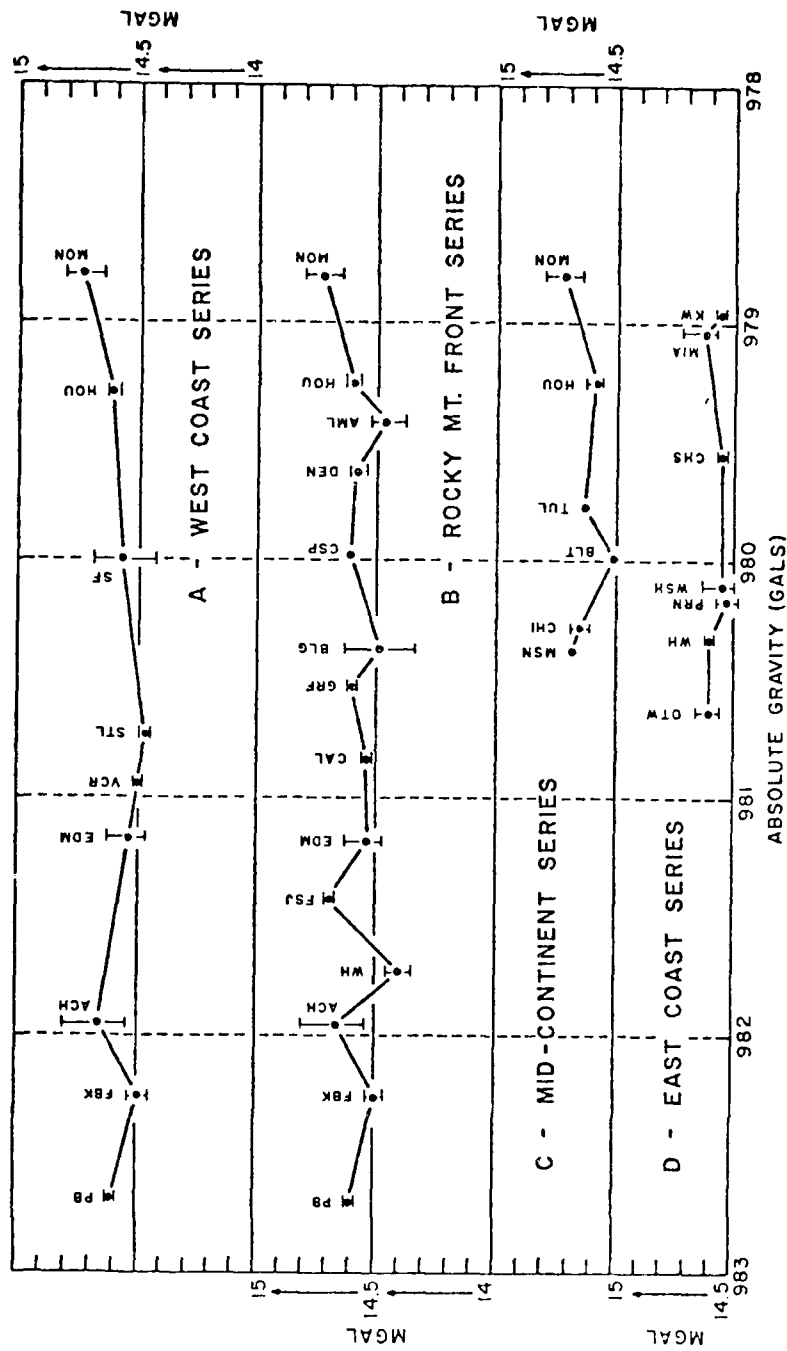 MGAL
15
14.5
14
MON
HOU
SF
STL
VCR
EDM
ACH
FBK
PB
A - WEST COAST SERIES
MGAL
15
14.5
14
MON
HOU
AML
DEN
CSP
BLG
GRF
CAL
EDM
FSJ
WH
ACH
FBK
PB
B - ROCKY MT. FRONT SERIES
MGAL
15
14.5
MON
HOU
TUL
BLT
CHI
MSN
C - MID-CONTINENT SERIES
MGAL
15
14.5
KW
MIA
CHS
WSH
PRN
WH
OTW
D - EAST COAST SERIES
983
982
981
980
979
978
ABSOLUTE GRAVITY (GALS)